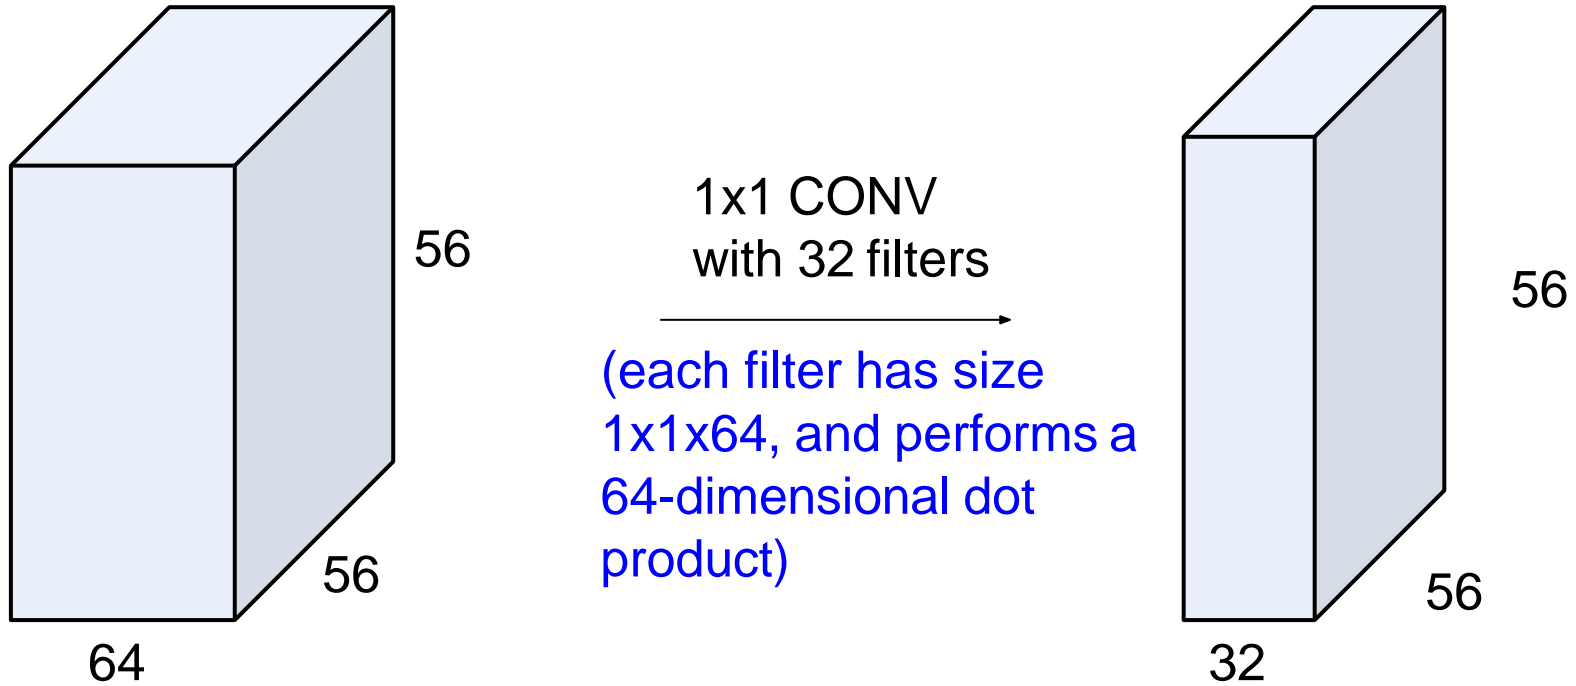 56
56
64
1x1 CONV
with 32 filters
(each filter has size
1x1x64, and performs a
64-dimensional dot
product)
56
56
32